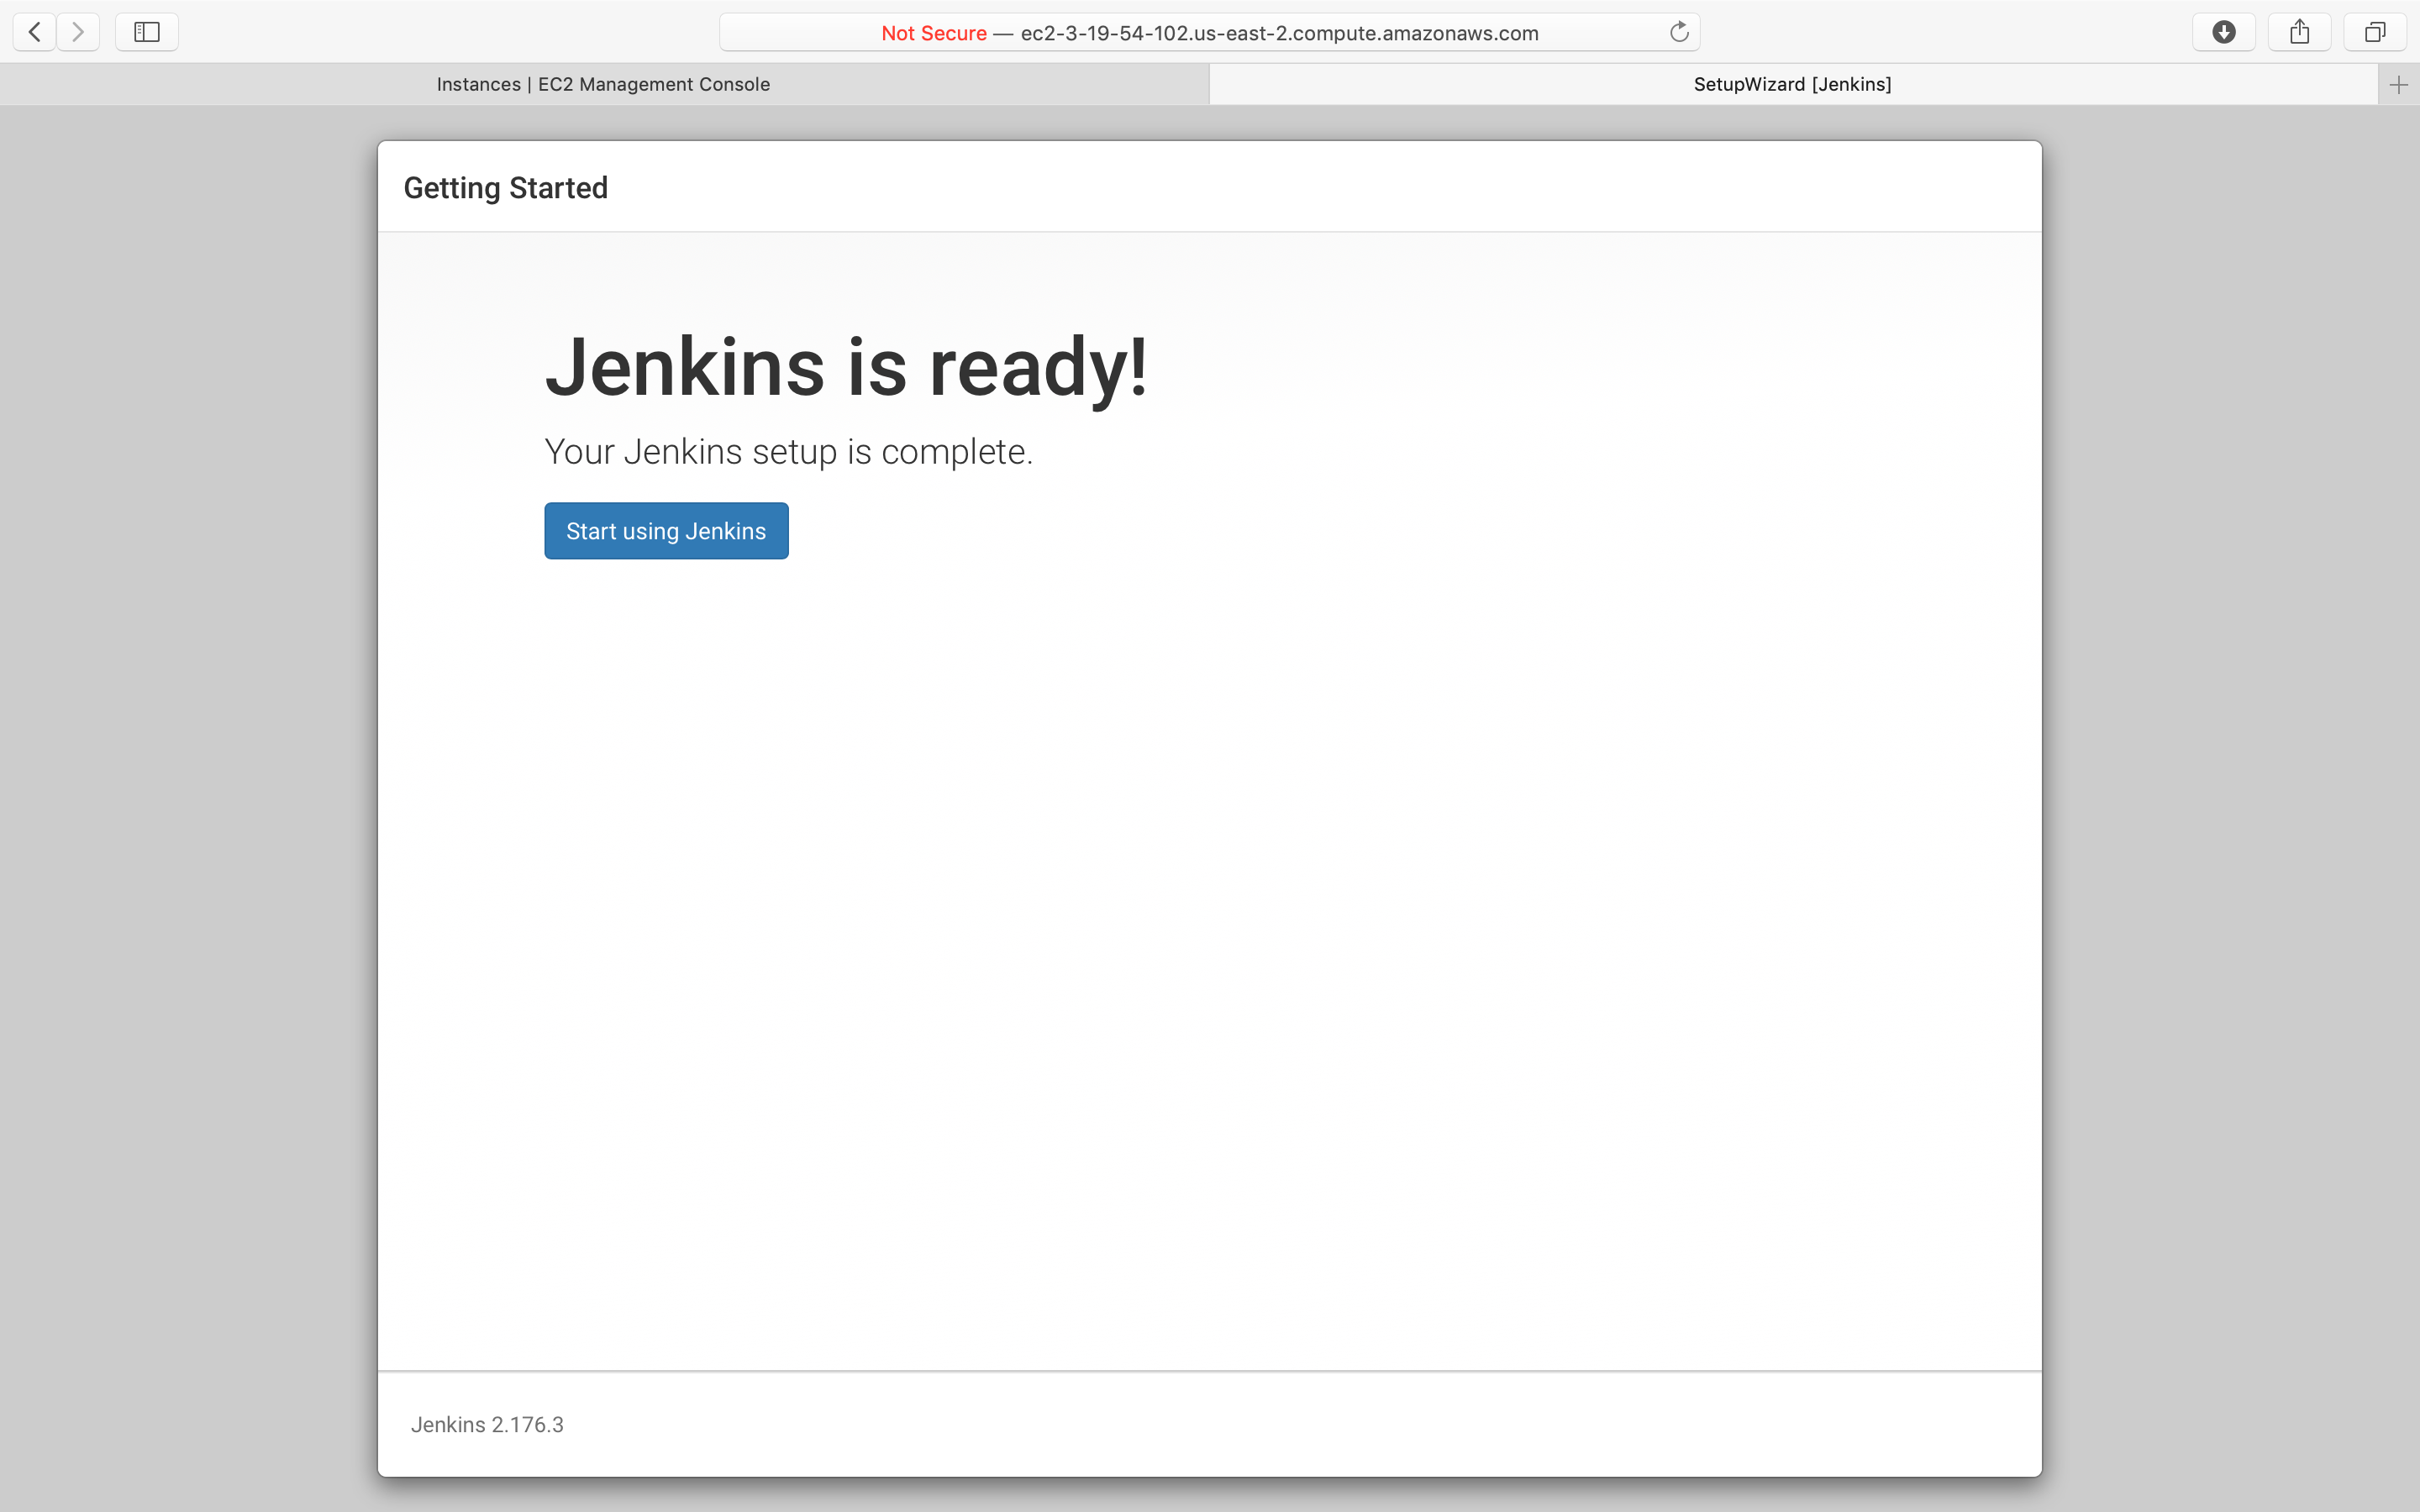 Not Secure — ec2-3-19-54-102.us-east-2.compute.amazonaws.com
Instances | EC2 Management Console
SetupWizard [Jenkins]
Getting Started
Jenkins is ready!
Your Jenkins setup is complete.
Start using Jenkins
Jenkins 2.176.3